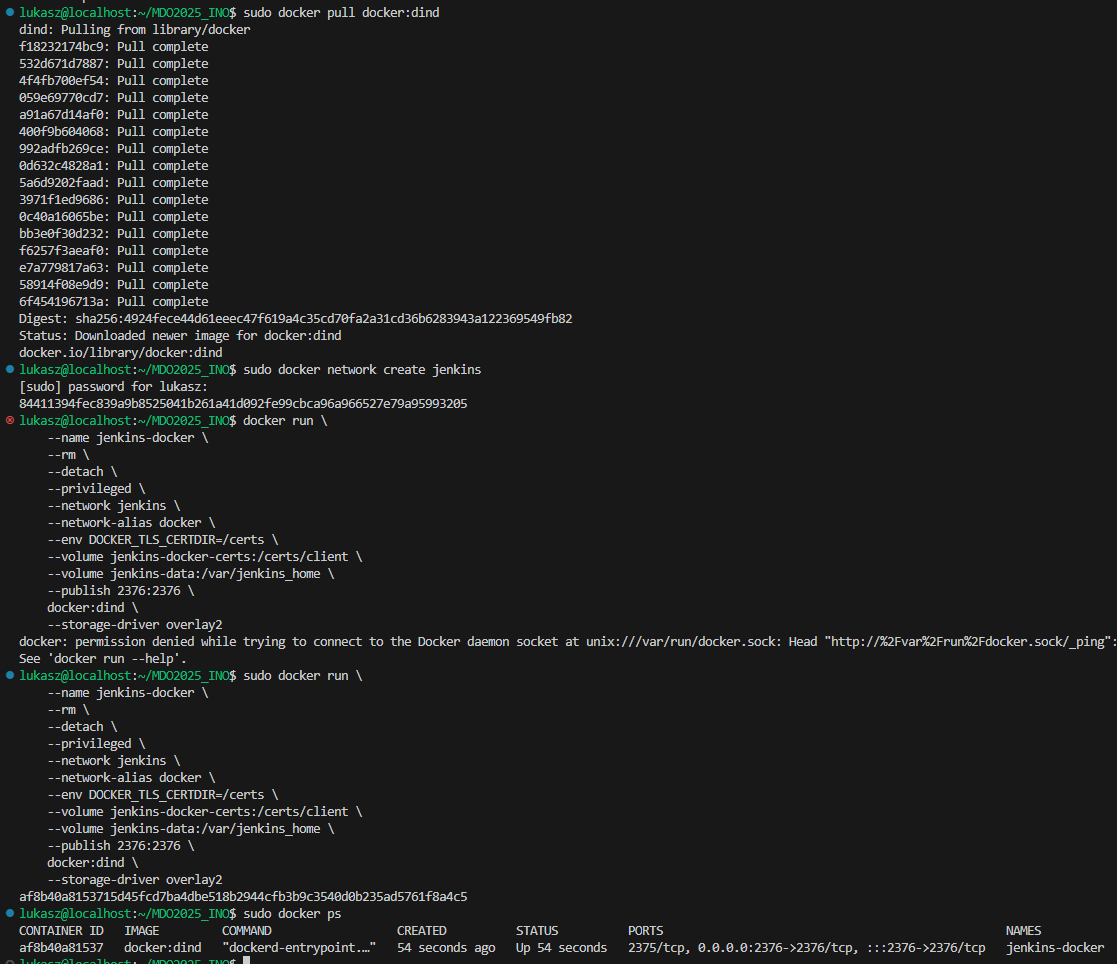 lukasz@localhost:~/MDO2025_INO$ sudo docker pull docker:dind
dind: Pulling from library/docker
f18232174bc9: Pull complete
532d671d7887: Pull complete
4f4fb700ef54: Pull complete
059e69770cd7: Pull complete
a91a67d14af0: Pull complete
400f9b604068: Pull complete
992adfb269ce: Pull complete
0d632c4828a1: Pull complete
5a6d9202faad: Pull complete
3971f1ed9686: Pull complete
0c40a16065be: Pull complete
bb3e0f30d232: Pull complete
f6257f3aeaf0: Pull complete
e7a779817a63: Pull complete
58914f08e9d9: Pull complete
6f454196713a: Pull complete
Digest: sha256:4924fece44d61eeec47f619a4c35cd70fa2a31cd36b6283943a122369549fb82
Status: Downloaded newer image for docker:dind
docker.io/library/docker:dind
lukasz@localhost:~/MDO2025_INO$ sudo docker network create jenkins
[sudo] password for lukasz:
84411394fec839a9b8525041b261a41d092fe99cbca96a966527e79a95993205
lukasz@localhost:~/MDO2025_INO$ docker run \
--name jenkins-docker \
--rm \
--detach \
--privileged \
--network jenkins \
--network-alias docker \
--env DOCKER_TLS_CERTDIR=/certs \
--volume jenkins-docker-certs:/certs/client \
--volume jenkins-data:/var/jenkins_home \
--publish 2376:2376 \
docker:dind \
--storage-driver overlay2
docker: permission denied while trying to connect to the Docker daemon socket at unix:///var/run/docker.sock: Head "http://%2Fvar%2Frun%2Fdocker.sock/_ping":
See 'docker run --help'.
lukasz@localhost:~/MDO2025_INO$ sudo docker run \
--name jenkins-docker \
--rm \
--detach \
--privileged \
--network jenkins \
--network-alias docker \
--env DOCKER_TLS_CERTDIR=/certs \
--volume jenkins-docker-certs:/certs/client \
--volume jenkins-data:/var/jenkins_home \
--publish 2376:2376 \
docker:dind \
--storage-driver overlay2
af8b40a8153715d45fcd7ba4dbe518b2944cfb3b9c3540d0b235ad5761f8a4c5
lukasz@localhost:~/MDO2025_INO$ sudo docker ps
CONTAINER ID IMAGE COMMAND CREATED STATUS PORTS NAMES
af8b40a81537 docker:dind "dockerd-entrypoint.…" 54 seconds ago Up 54 seconds 2375/tcp, 0.0.0.0:2376->2376/tcp, :::2376->2376/tcp jenkins-docker
lukasz@localhost:~/MDO2025_INO$